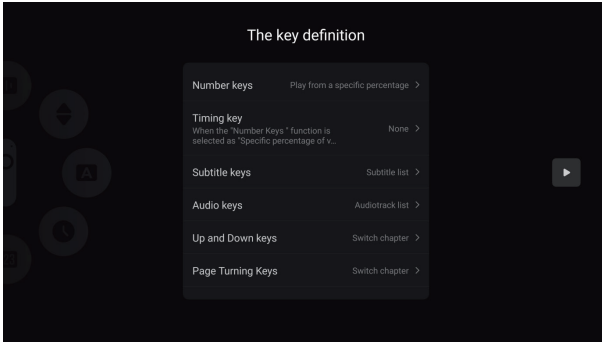 The key definition
Number keys Play from a specific percentage
Timing key
When the "Number Keys " function is
selected as "Specific percentage of v...
None
Subtitle keys Subtitle list
Audio keys Audiotrack list
Up and Down keys Switch chapter
Page Turning Keys Switch chapter
A